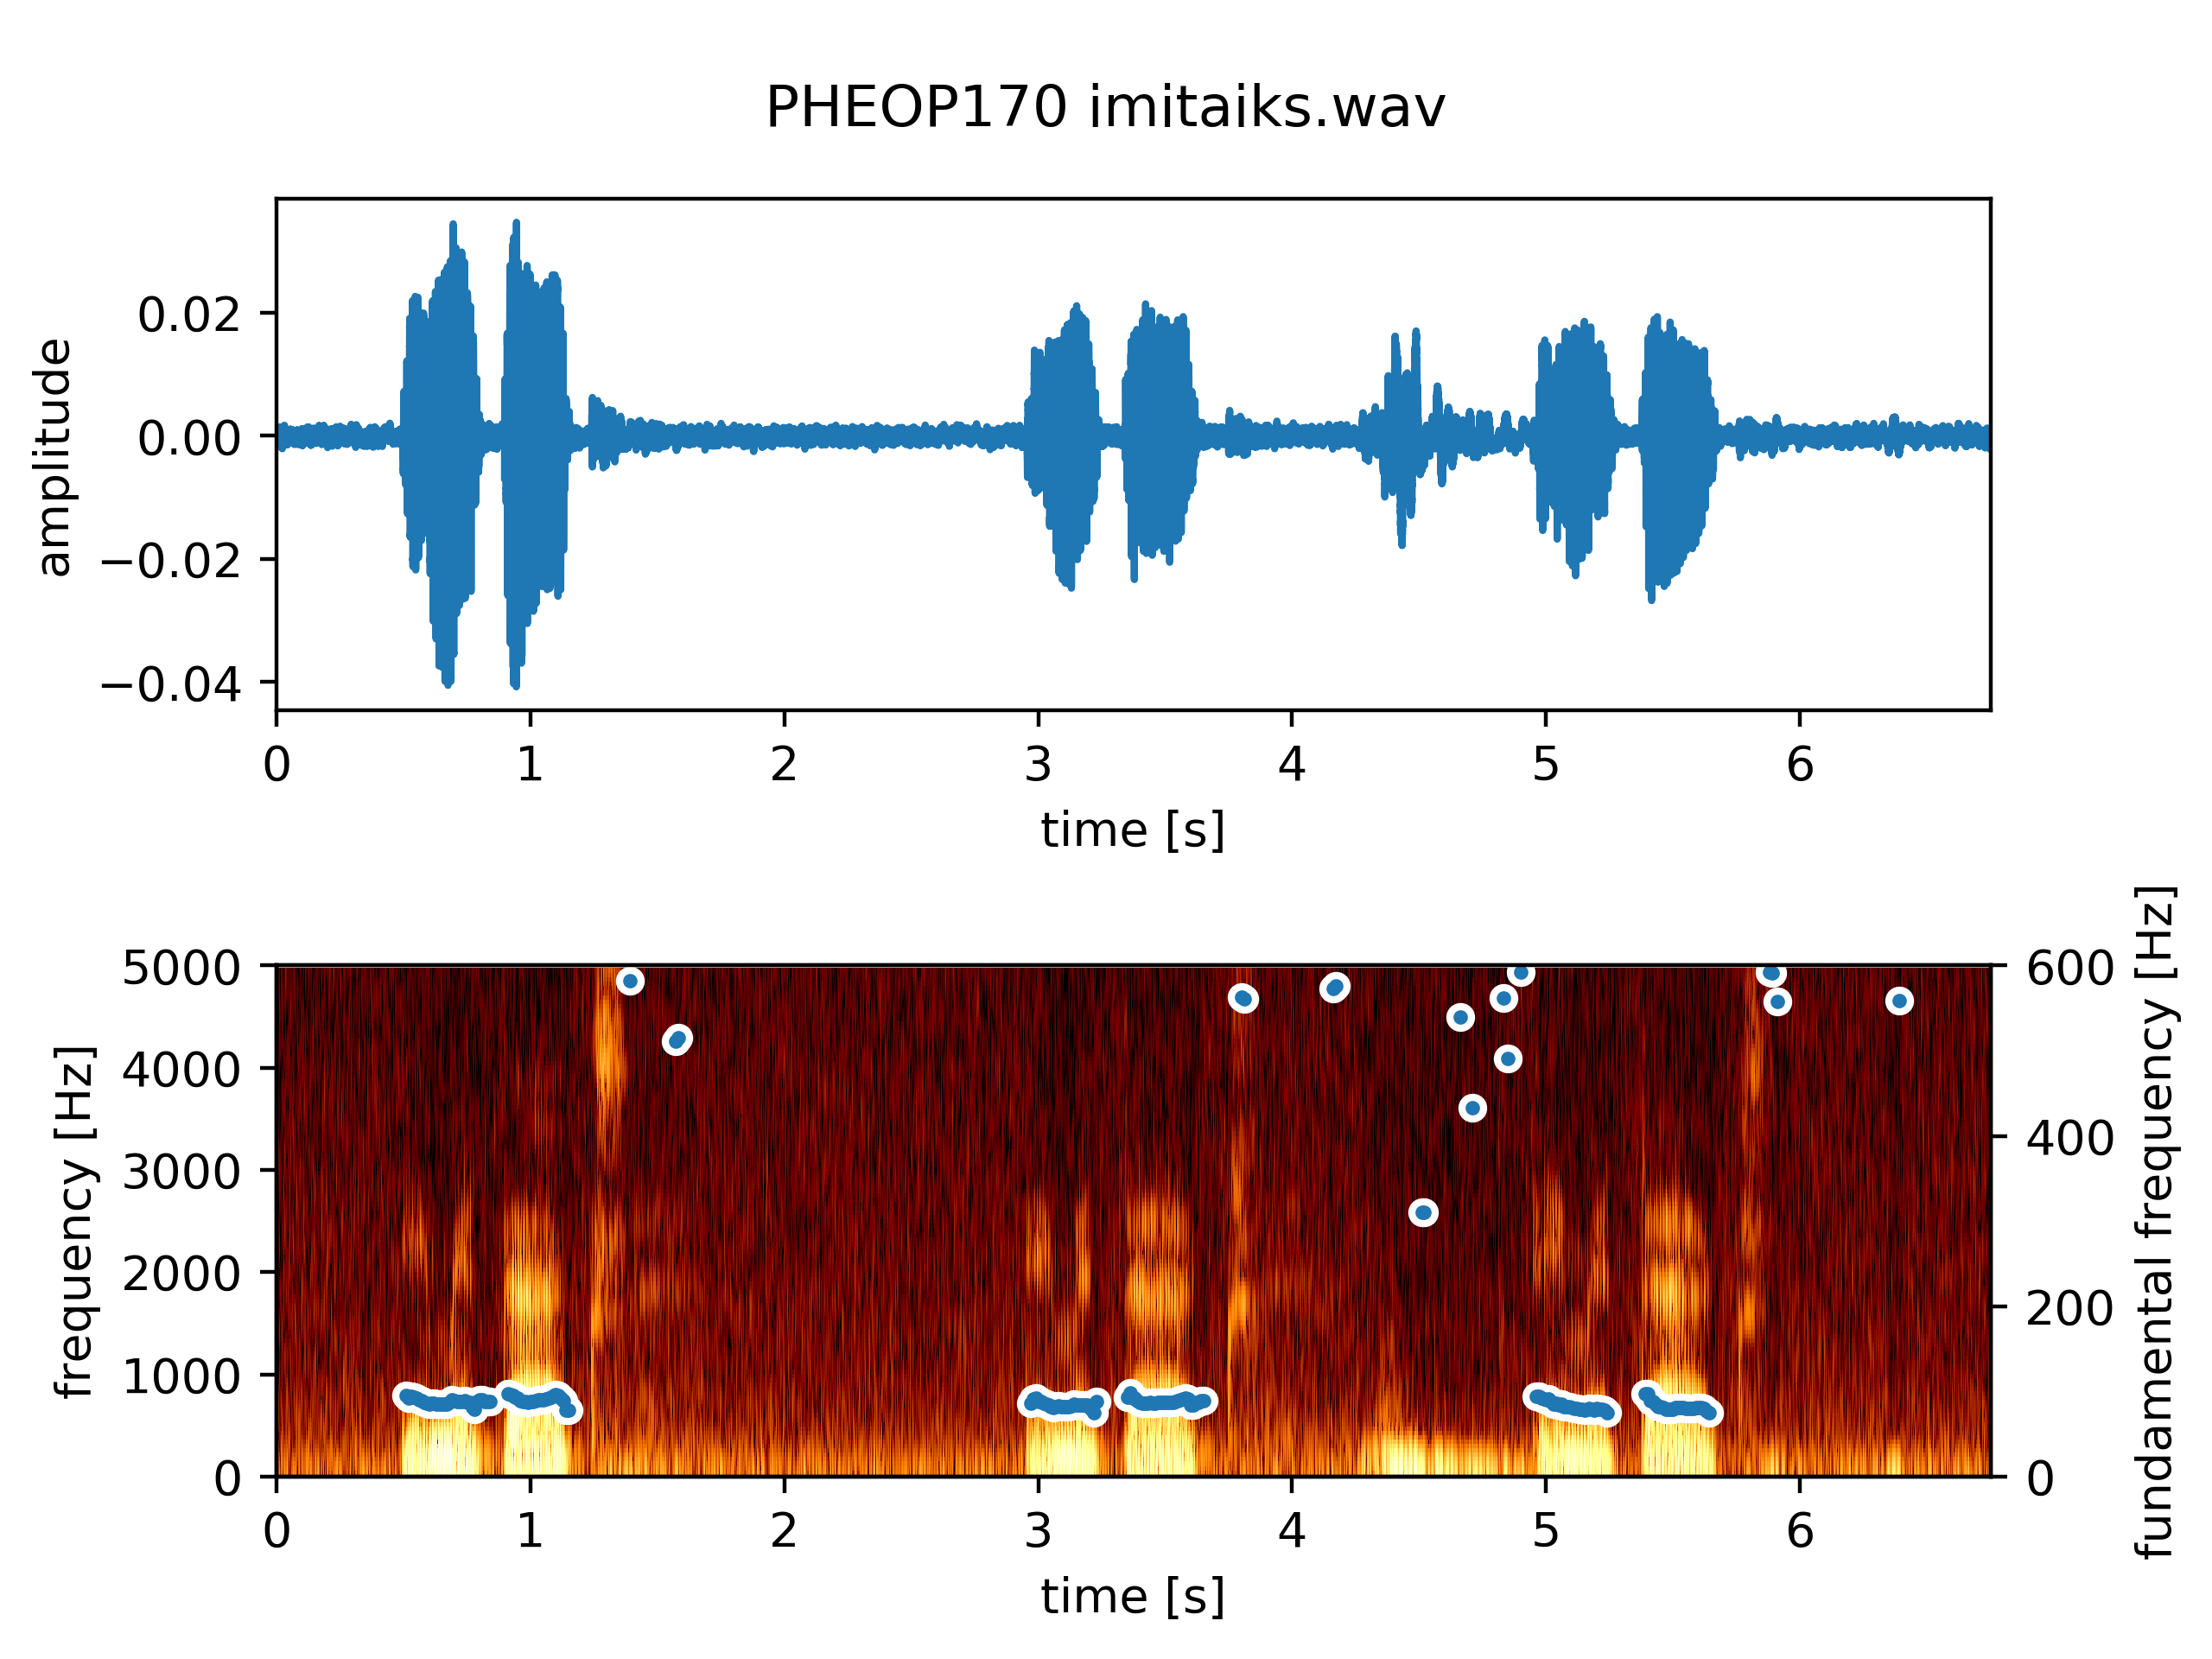 PHEOP170 imitaiks.wav
amplitude
0.02
0.00
−0.02
−0.04
0 1 2 3 4 5 6
time [s]
frequency [Hz]
5000
4000
3000
2000
1000
0
600
400
200
0
fundamental frequency [Hz]
0 1 2 3 4 5 6
time [s]